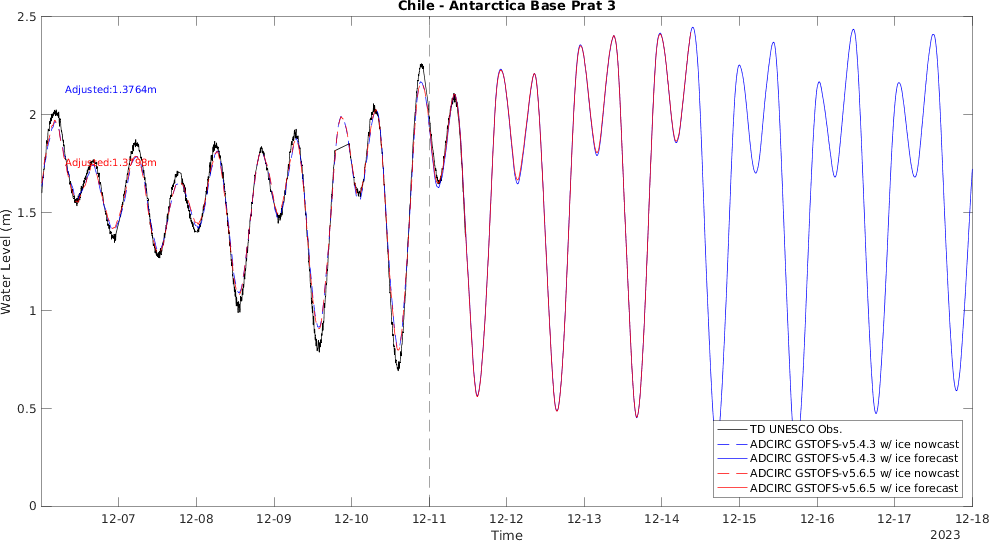 Chile - Antarctica Base Prat 3
2.5
2
1.5
1
0.5
0
Water Level (m)
Adjusted:1.3764m
Adjusted:1.3798m
TD UNESCO Obs.
ADCIRC GSTOFS-v5.4.3 w/ ice nowcast
ADCIRC GSTOFS-v5.4.3 w/ ice forecast
ADCIRC GSTOFS-v5.6.5 w/ ice nowcast
ADCIRC GSTOFS-v5.6.5 w/ ice forecast
12-07 12-08 12-09 12-10 12-11 12-12 12-13 12-14 12-15 12-16 12-17 12-18
Time
2023